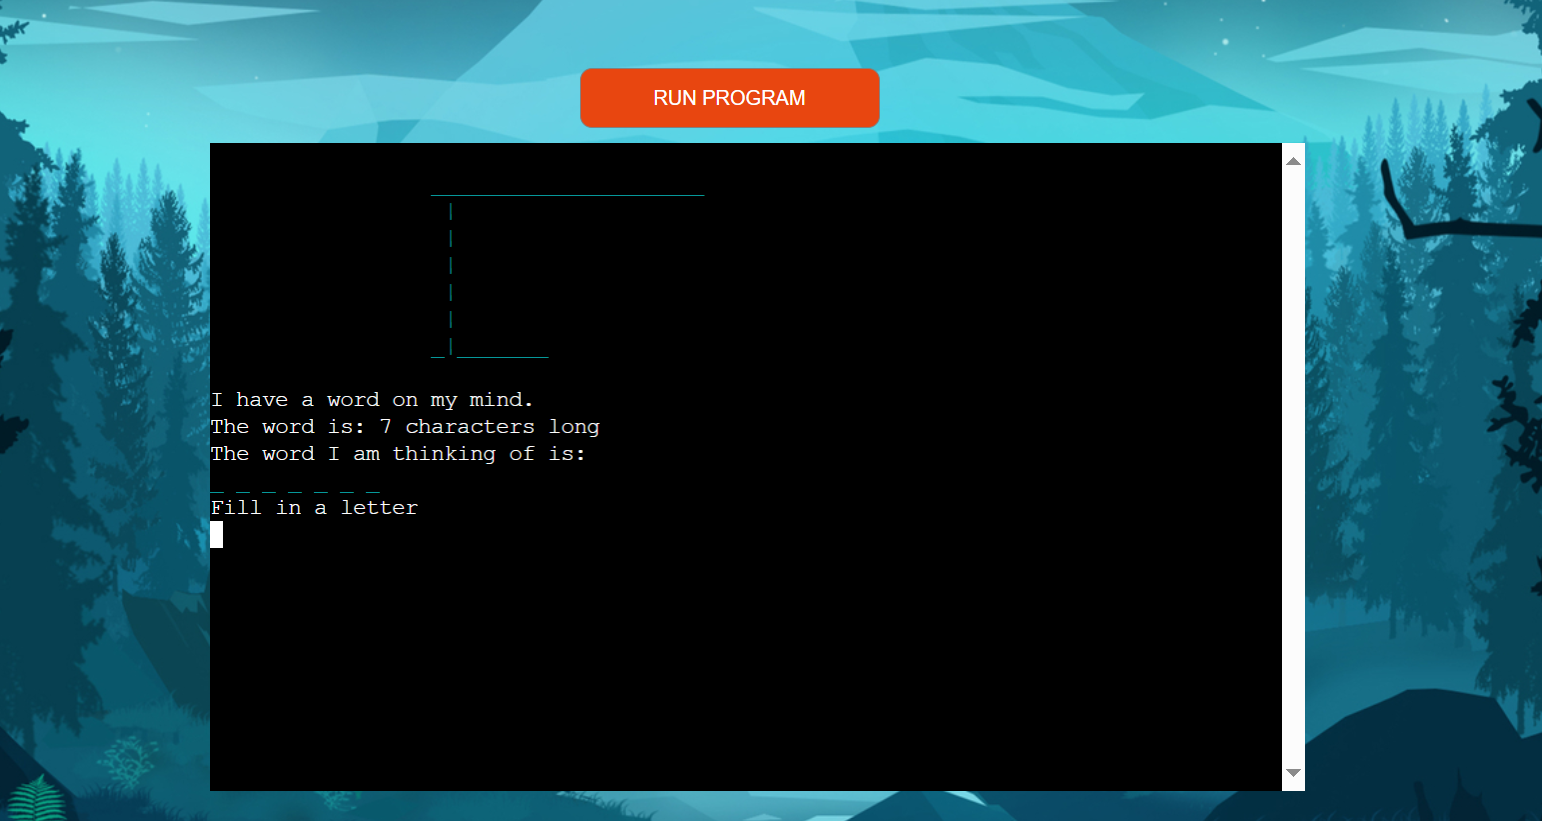 RUN PROGRAM
I have a word on my mind.
The word is: 7 characters long
The word I am thinking of is:
_ _ _ _ _ _ _
Fill in a letter